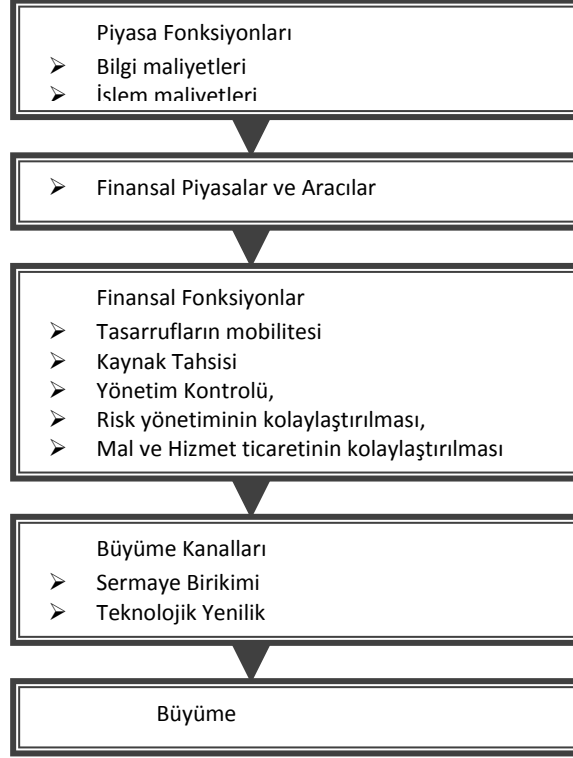 Piyasa Fonksiyonları
➢ Bilgi maliyetleri
➢ İşlem maliyetleri
➢ Finansal Piyasalar ve Aracılar
Finansal Fonksiyonlar
➢ Tasarrufların mobilitesi
➢ Kaynak Tahsisi
➢ Yönetim Kontrolü,
➢ Risk yönetiminin kolaylaştırılması,
➢ Mal ve Hizmet ticaretinin kolaylaştırılması
Büyüme Kanalları
➢ Sermaye Birikimi
➢ Teknolojik Yenilik
Büyüme